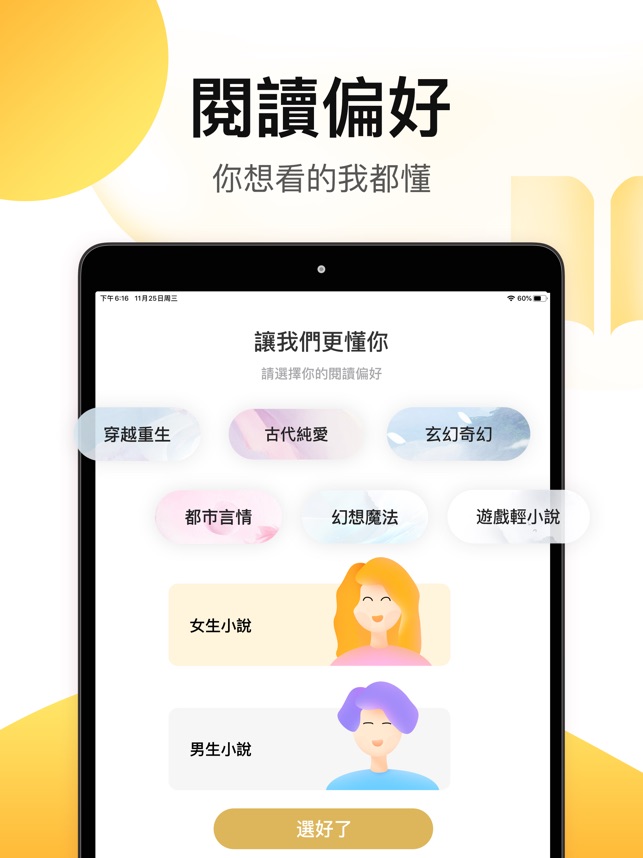 閱讀偏好
你想看的我都懂
下午6:16 11月25日周三 60%
讓我們更懂你
請選擇你的閱讀偏好
穿越重生 古代純愛 玄幻奇幻
都市言情 幻想魔法 遊戲輕小說
女生小說
男生小說
選好了